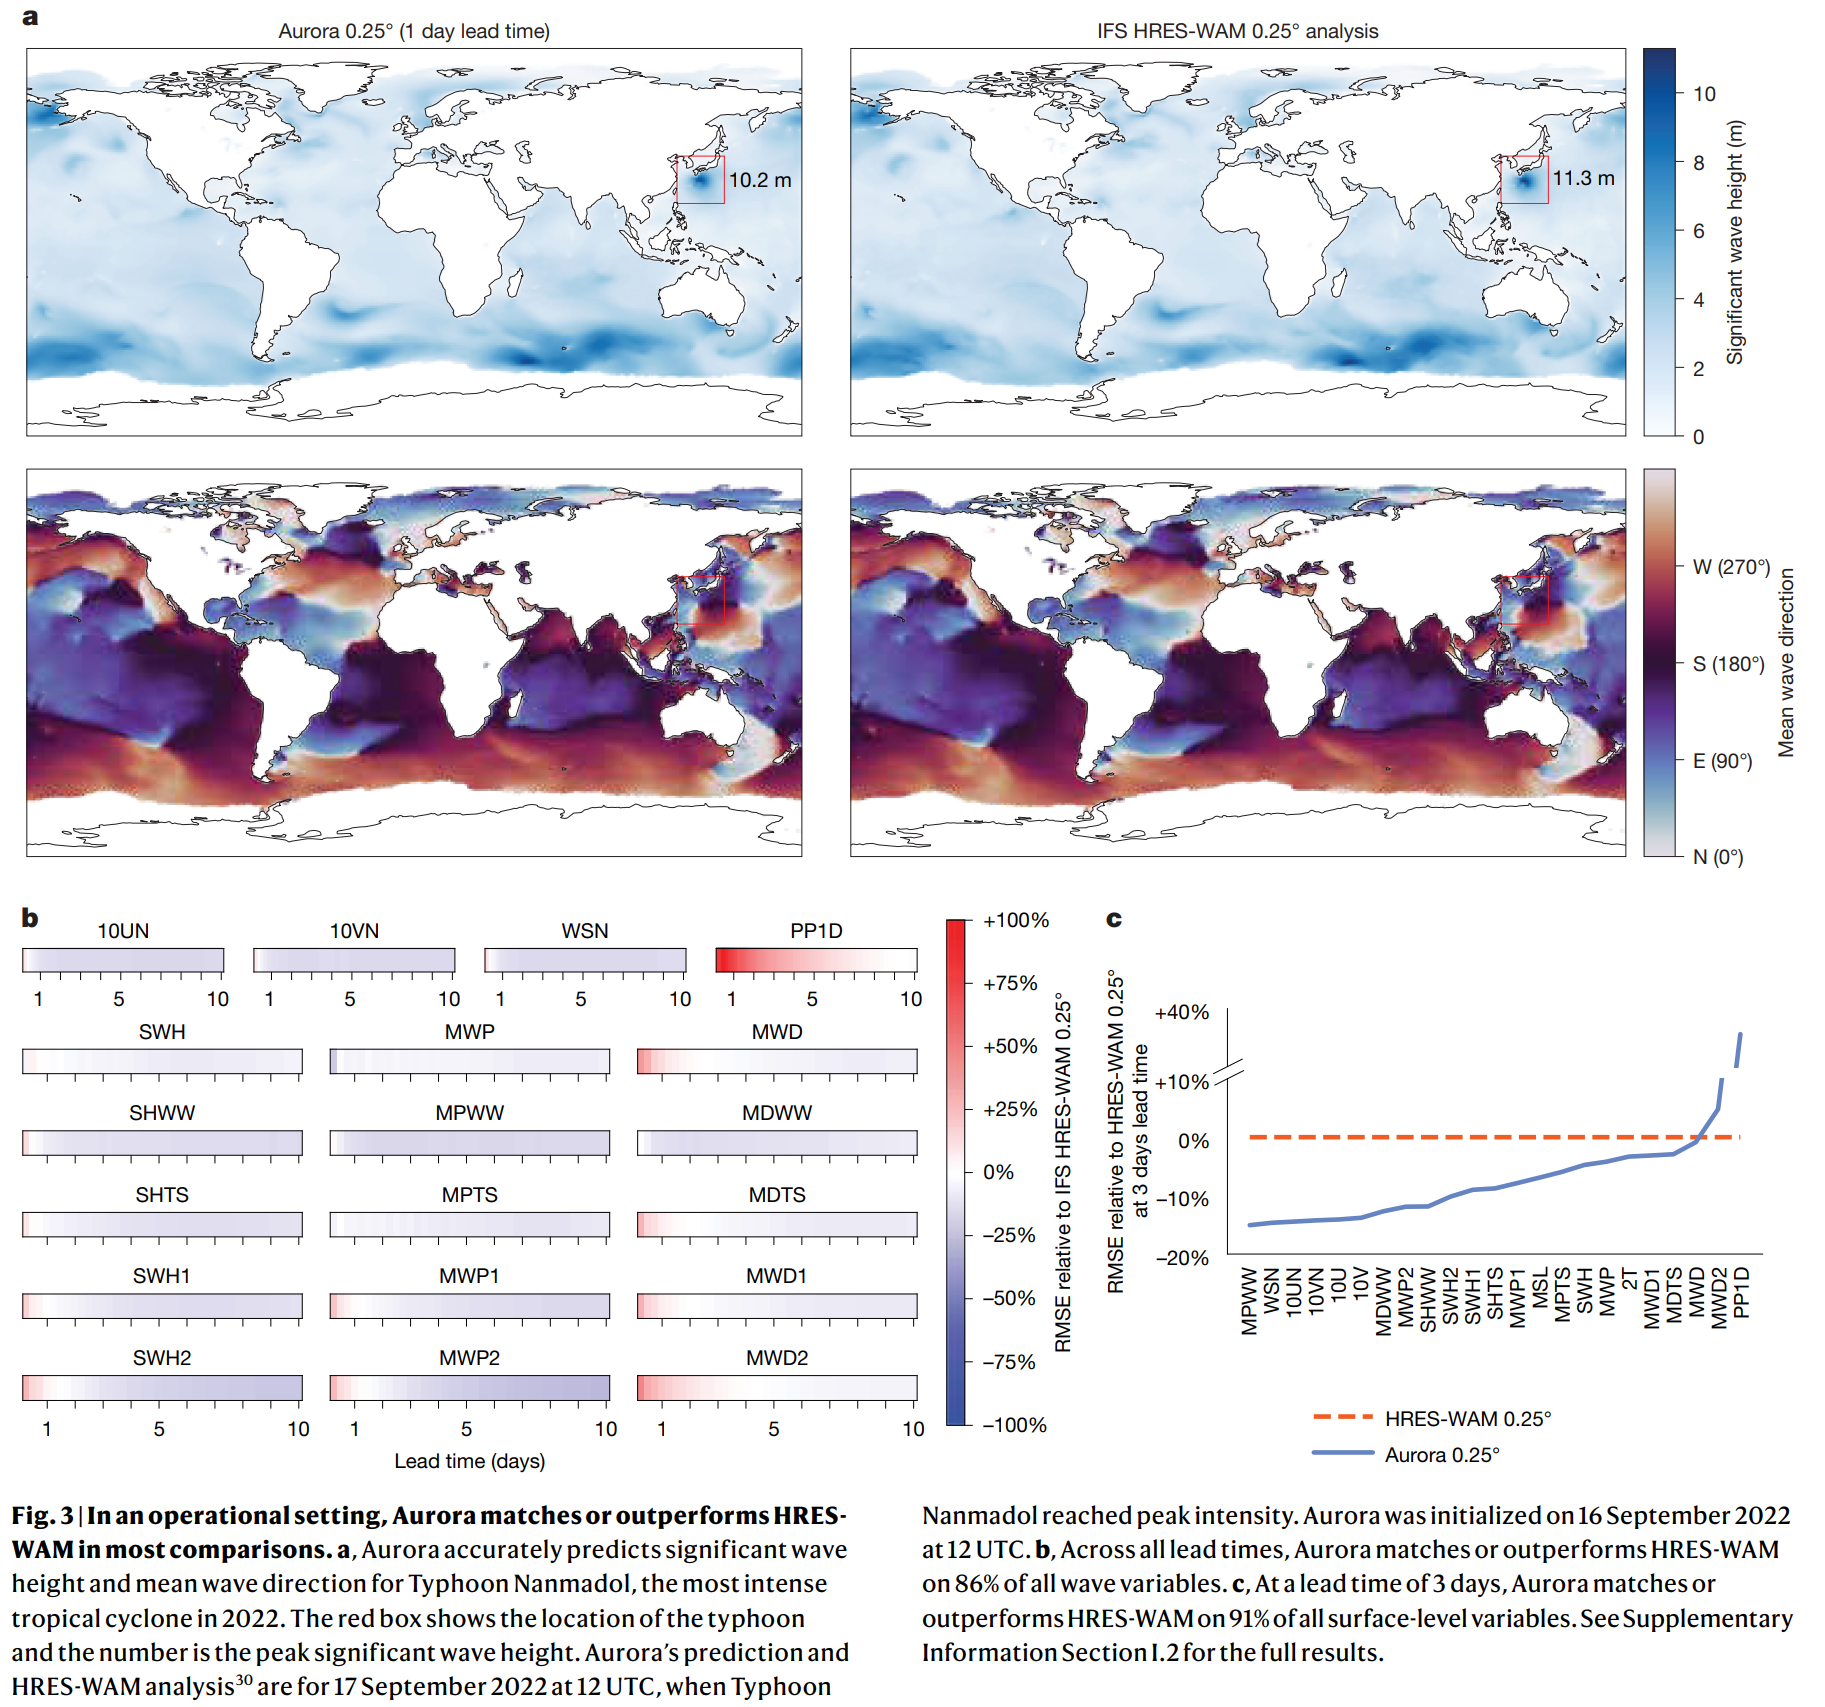 a
Aurora 0.25° (1 day lead time)
IFS HRES-WAM 0.25° analysis
10.2 m
11.3 m
10
8
6
4
2
0
Significant wave height (m)
W (270°)
S (180°)
E (90°)
N (0°)
Mean wave direction
b
10UN
10VN
WSN
PP1D
1 5 10
1 5 10
1 5 10
1 5 10
SWH
MWP
MWD
SHWW
MPWW
MDWW
SHTS
MPTS
MDTS
SWH1
MWP1
MWD1
SWH2
MWP2
MWD2
1 5 10
1 5 10
1 5 10
Lead time (days)
+100%
+75%
+50%
+25%
0%
−25%
−50%
−75%
−100%
RMSE relative to IFS HRES-WAM 0.25°
c
RMSE relative to HRES-WAM 0.25°
at 3 days lead time
+40%
+10%
0%
−10%
−20%
MPWW
WSN
10UN
10VN
10U
10V
MDWW
MWP2
SHWW
SWH2
SWH1
SHTS
MWP1
MSL
MPTS
SWH
MWP
2T
MWD1
MDTS
MWD
MWD2
PP1D
HRES-WAM 0.25°
Aurora 0.25°
Fig. 3 | In an operational setting, Aurora matches or outperforms HRES-
WAM in most comparisons. a, Aurora accurately predicts significant wave
height and mean wave direction for Typhoon Nanmadol, the most intense
tropical cyclone in 2022. The red box shows the location of the typhoon
and the number is the peak significant wave height. Aurora’s prediction and
HRES-WAM analysis30 are for 17 September 2022 at 12 UTC, when Typhoon
Nanmadol reached peak intensity. Aurora was initialized on 16 September 2022
at 12 UTC. b, Across all lead times, Aurora matches or outperforms HRES-WAM
on 86% of all wave variables. c, At a lead time of 3 days, Aurora matches or
outperforms HRES-WAM on 91% of all surface-level variables. See Supplementary
Information Section I.2 for the full results.